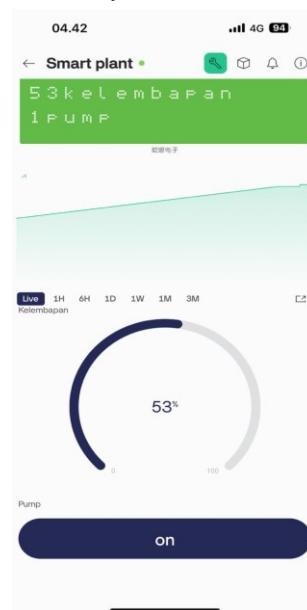 04.42
4G 94
Smart plant
53kelembapan
1pump
Live 1H 6H 1D 1W 1M 3M
Kelembapan
53%
0 100
Pump
on